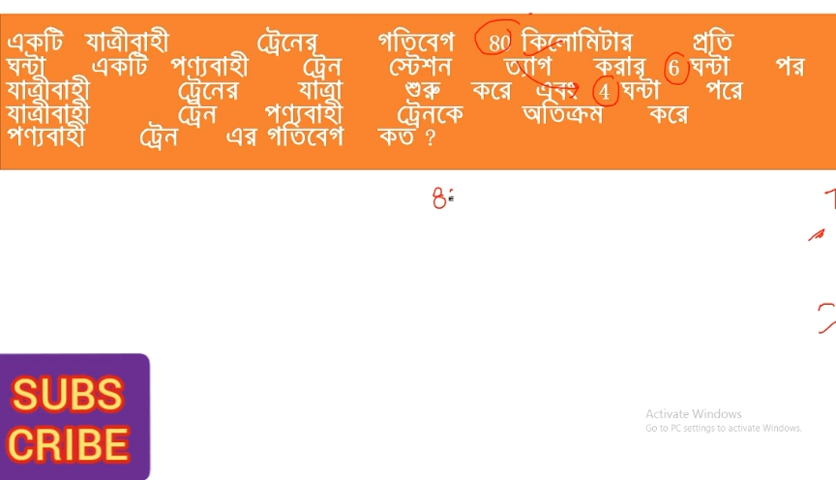 একটি যাত্রীবাহী ট্রেনের গতিবেগ 80 কিলোমিটার প্রতি
ঘন্টা একটি পণ্যবাহী ট্রেন স্টেশন ত্যাগ করার 6 ঘন্টা পর
যাত্রীবাহী ট্রেনের যাত্রা শুরু করে এবং 4 ঘন্টা পরে
যাত্রীবাহী ট্রেন পণ্যবাহী ট্রেনকে অতিক্রম করে
পণ্যবাহী ট্রেন এর গতিবেগ কত ?
8
SUBS
CRIBE
Activate Windows
Go to PC settings to activate Windows.